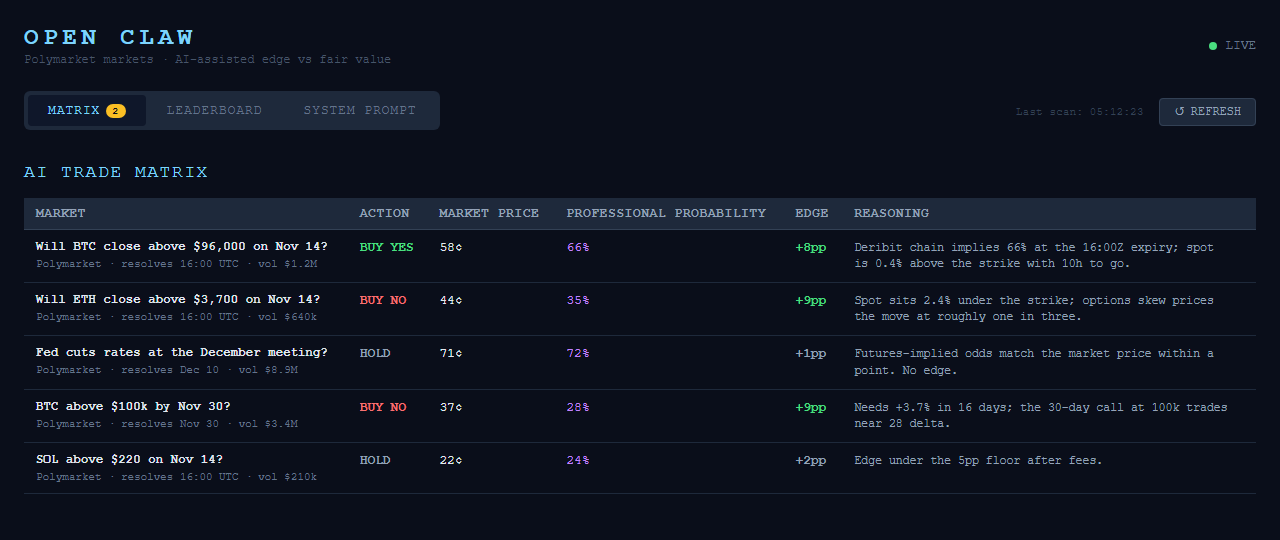 OPEN CLAW
Polymarket markets · AI-assisted edge vs fair value
LIVE
MATRIX 2 LEADERBOARD SYSTEM PROMPT
Last scan: 05:12:23 ↺ REFRESH
AI TRADE MATRIX
MARKET ACTION MARKET PRICE PROFESSIONAL PROBABILITY EDGE REASONING
Will BTC close above $96,000 on Nov 14? BUY YES 58¢ 66% +8pp Deribit chain implies 66% at the 16:00Z expiry; spot
Polymarket · resolves 16:00 UTC · vol $1.2M is 0.4% above the strike with 10h to go.
Will ETH close above $3,700 on Nov 14? BUY NO 44¢ 35% +9pp Spot sits 2.4% under the strike; options skew prices
Polymarket · resolves 16:00 UTC · vol $640k the move at roughly one in three.
Fed cuts rates at the December meeting? HOLD 71¢ 72% +1pp Futures-implied odds match the market price within a
Polymarket · resolves Dec 10 · vol $8.9M point. No edge.
BTC above $100k by Nov 30? BUY NO 37¢ 28% +9pp Needs +3.7% in 16 days; the 30-day call at 100k trades
Polymarket · resolves Nov 30 · vol $3.4M near 28 delta.
SOL above $220 on Nov 14? HOLD 22¢ 24% +2pp Edge under the 5pp floor after fees.
Polymarket · resolves 16:00 UTC · vol $210k